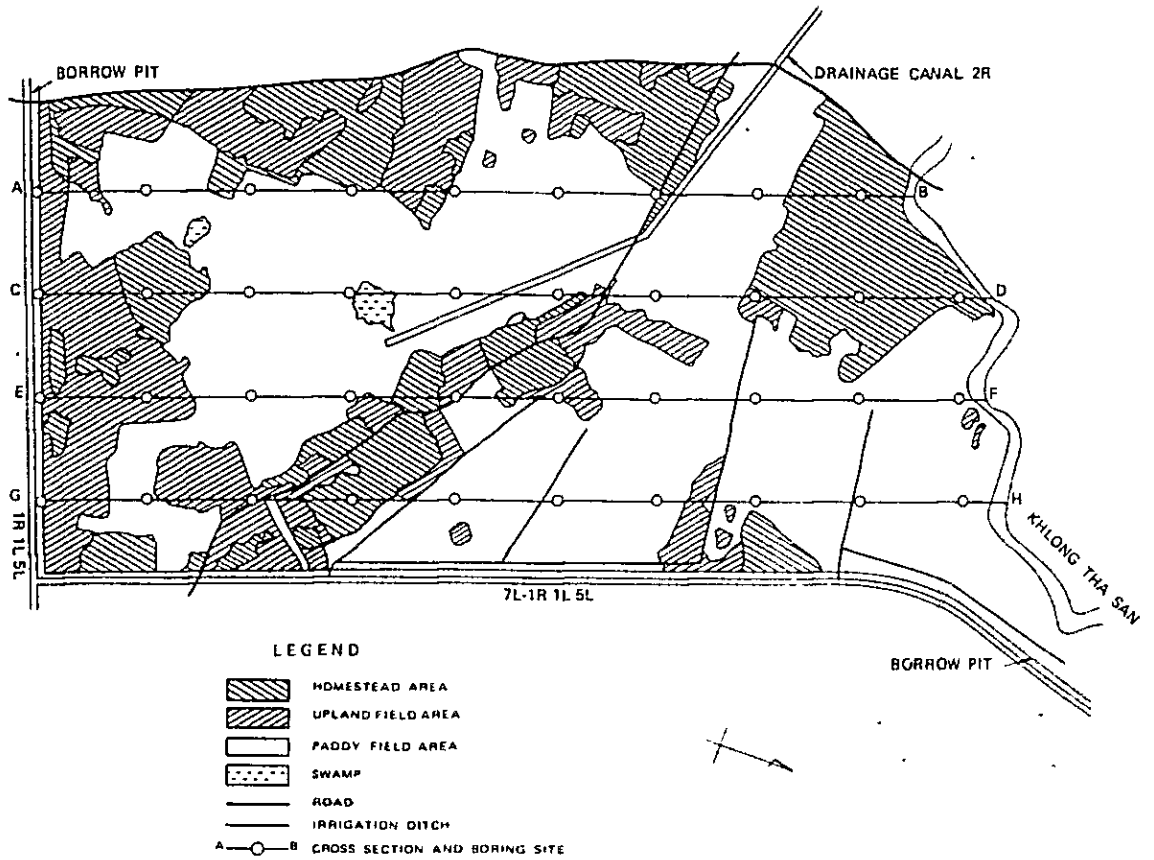 BORROW PIT
DRAINAGE CANAL 2R
A
B
C
D
E
F
G
H
1R 1L 5L
KHLONG THA SAN
7L-1R 1L 5L
BORROW PIT
LEGEND
HOMESTEAD AREA
UPLAND FIELD AREA
PADDY FIELD AREA
SWAMP
ROAD
IRRIGATION DITCH
A B CROSS SECTION AND BORING SITE